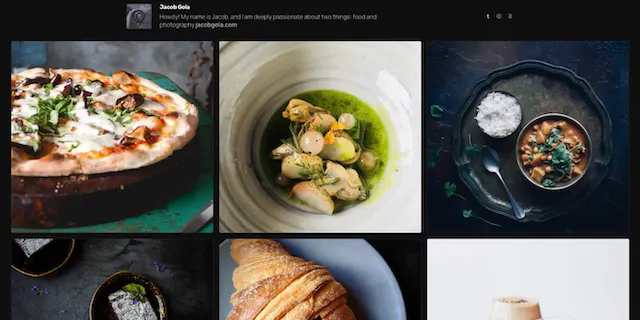 Jacob Gola
Howdy! My name is Jacob, and I am deeply passionate about two things: food and
photography jacobgola.com